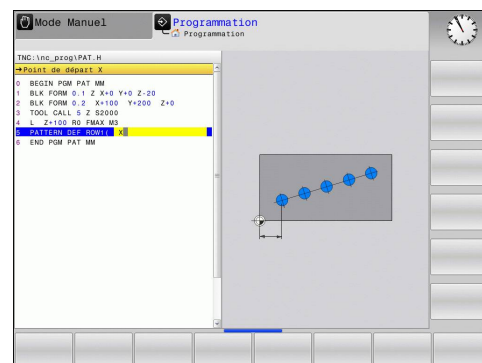 Mode Manuel
Programmation
Programmation
TNC:\nc_prog\PAT.H
→Point de départ X
0 BEGIN PGM PAT MM
1 BLK FORM 0.1 Z X+0 Y+0 Z-20
2 BLK FORM 0.2 X+100 Y+200 Z+0
3 TOOL CALL 5 Z S2000
4 L Z+100 R0 FMAX M3
5 PATTERN DEF ROW1( X
6 END PGM PAT MM